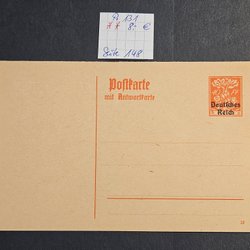 P 131
** 8,- €
Seite 148
Postkarte
mit Antwortkarte
Deutsches
Reich